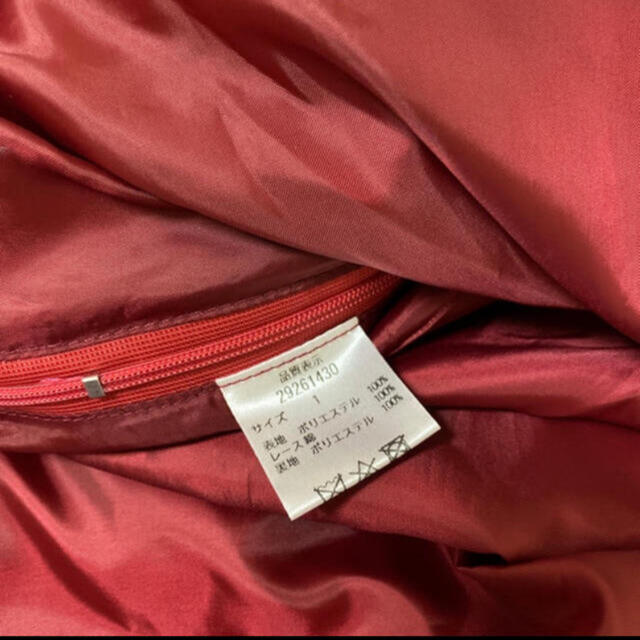 品質表示
29261430
サイズ 1
表地 ポリエステル 100%
レース 綿 100%
裏地 ポリエステル 100%